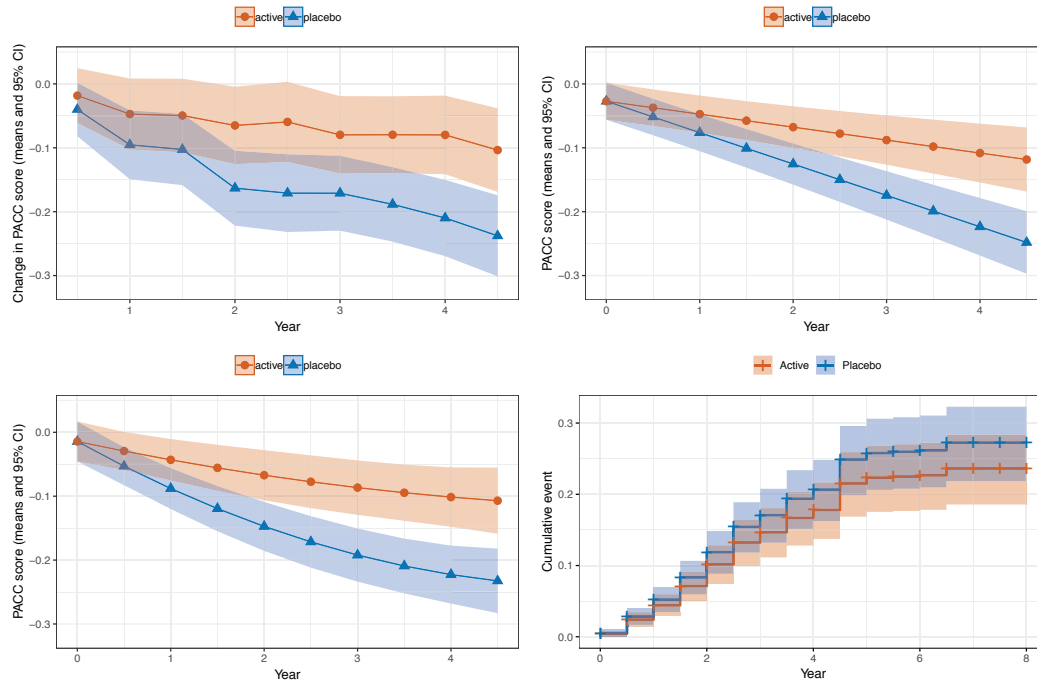 active placebo
Change in PACC score (means and 95% CI)
0.0
−0.1
−0.2
−0.3
1 2 3 4
Year
active placebo
PACC score (means and 95% CI)
0.0
−0.1
−0.2
−0.3
0 1 2 3 4
Year
active placebo
PACC score (means and 95% CI)
0.0
−0.1
−0.2
−0.3
0 1 2 3 4
Year
Active Placebo
Cumulative event
0.3
0.2
0.1
0.0
0 2 4 6 8
Year